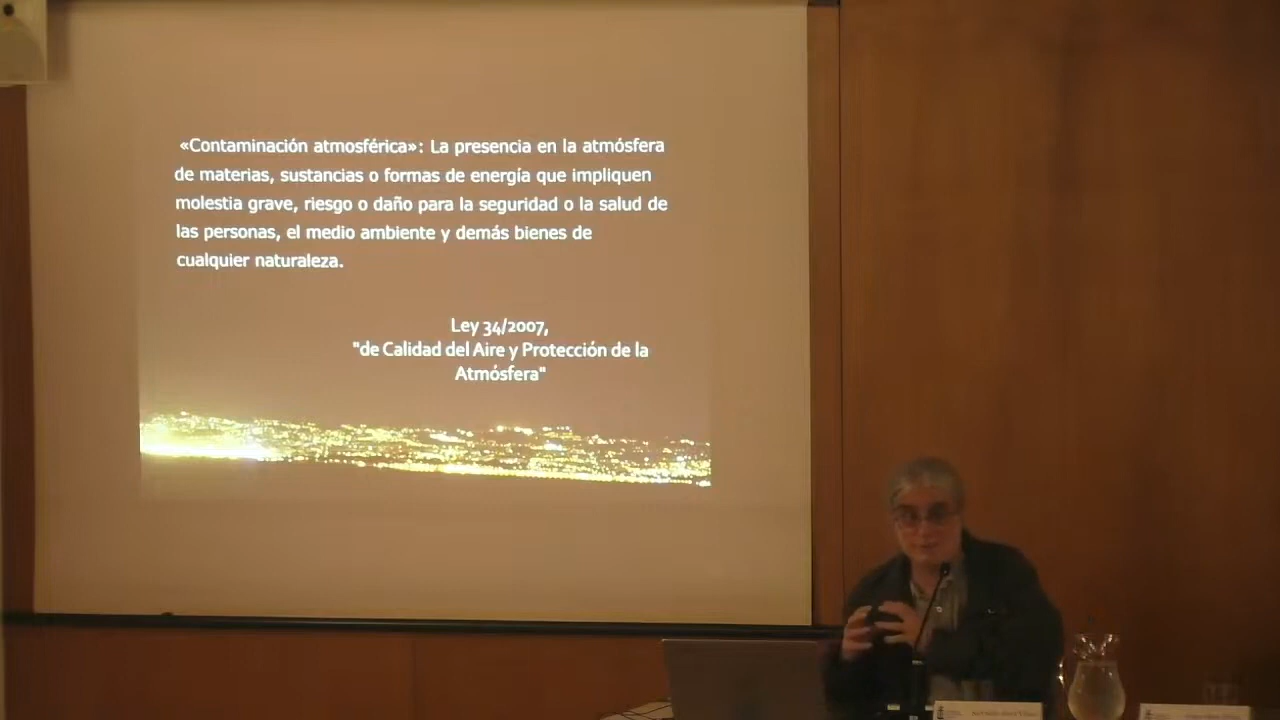 «Contaminación atmosférica»: La presencia en la atmósfera
de materias, sustancias o formas de energía que impliquen
molestia grave, riesgo o daño para la seguridad o la salud de
las personas, el medio ambiente y demás bienes de
cualquier naturaleza.
Ley 34/2007,
"de Calidad del Aire y Protección de la
Atmósfera"